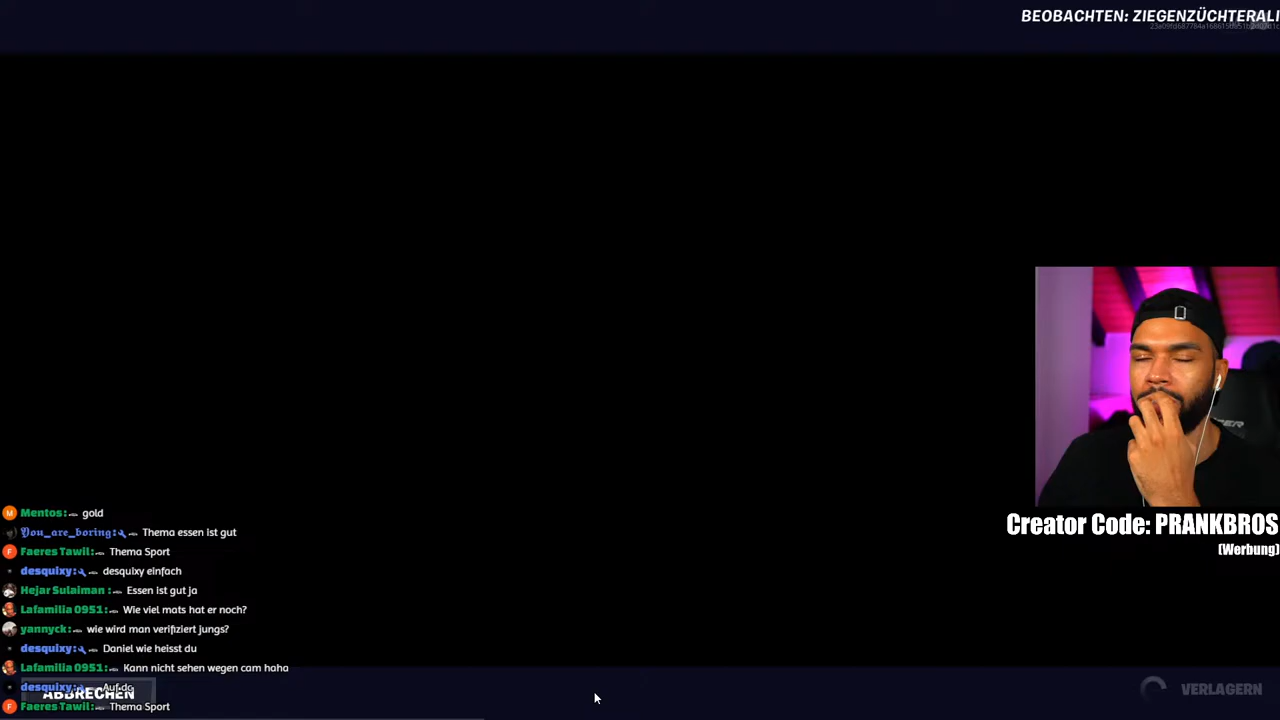 BEOBACHTEN: ZIEGENZÜCHTERALI
Creator Code: PRANKBROS
(Werbung)
Mentos: gold
You_are_boring: Thema essen ist gut
Faeres Tawil: Thema Sport
desquixy: desquixy einfach
Hejar Sulaiman : Essen ist gut ja
Lafamilia 0951: Wie viel mats hat er noch?
yannyck: wie wird man verifiziert jungs?
desquixy: Daniel wie heisst du
Lafamilia 0951: Kann nicht sehen wegen cam haha
desquixy: Auf dc
ABBRECHEN
Faeres Tawil: Thema Sport
VERLAGERN